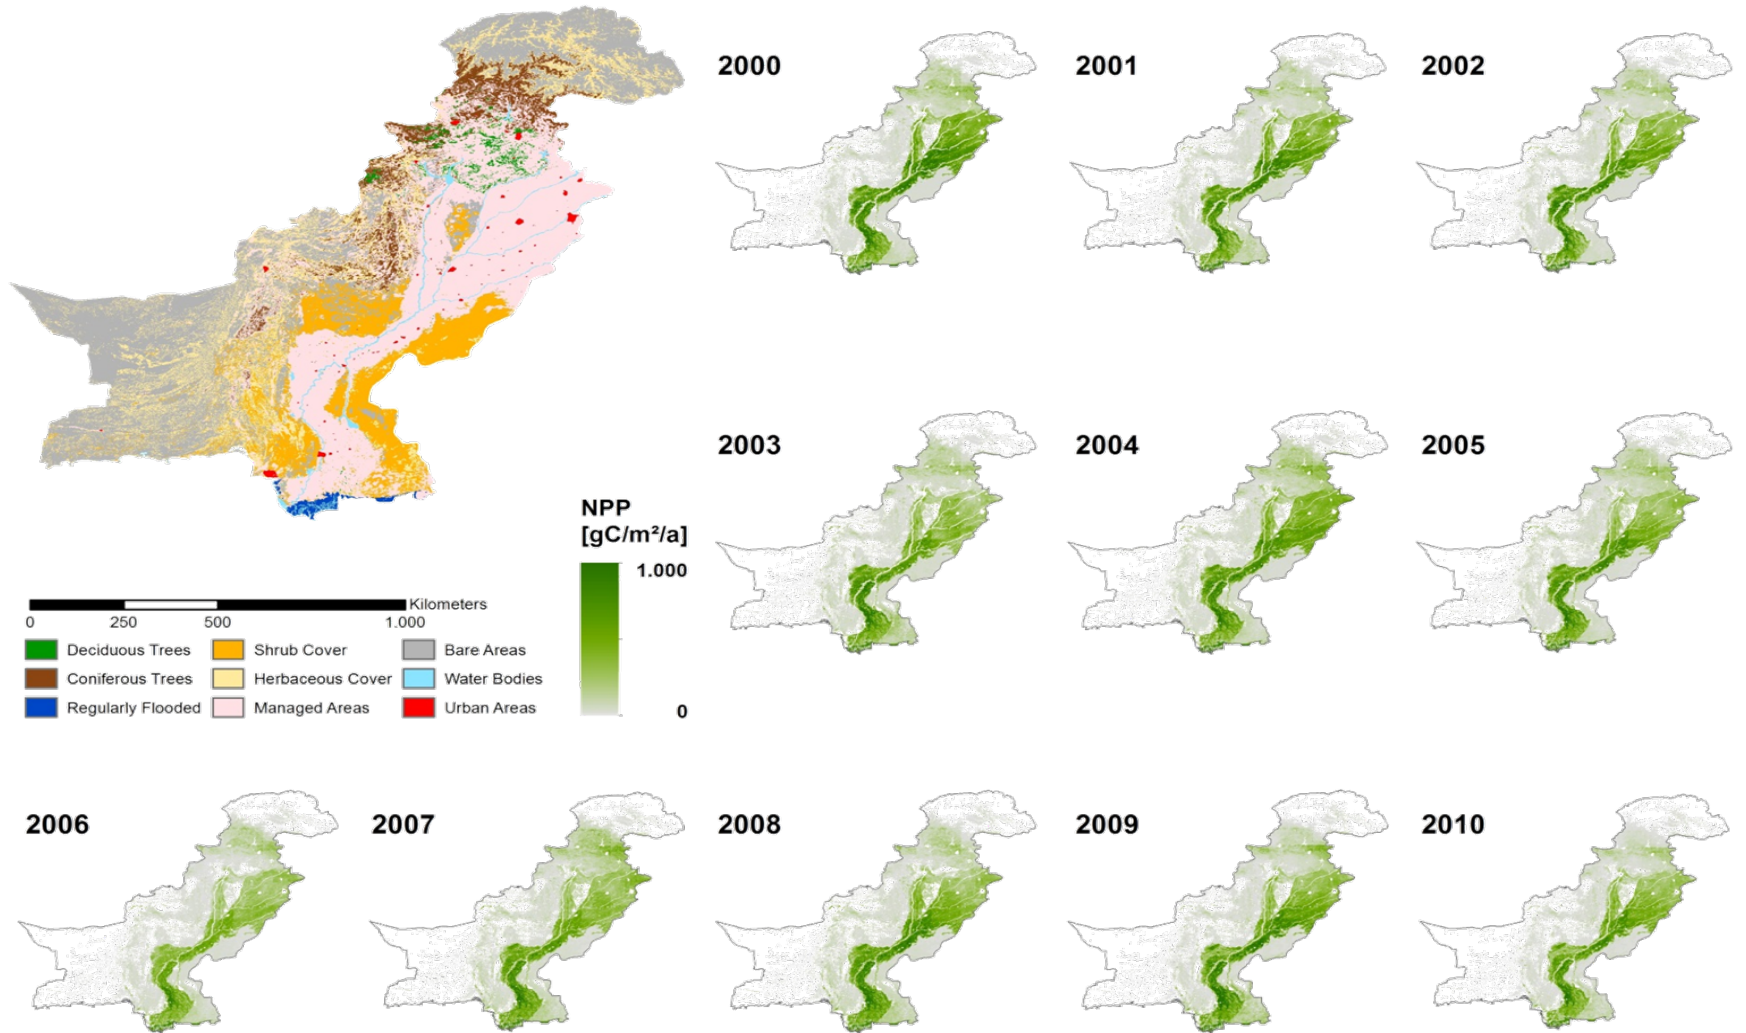 2000
2001
2002
2003
2004
2005
NPP
[gC/m²/a]
1.000
0
Kilometers
0 250 500 1.000
Deciduous Trees Shrub Cover Bare Areas
Coniferous Trees Herbaceous Cover Water Bodies
Regularly Flooded Managed Areas Urban Areas
2006
2007
2008
2009
2010